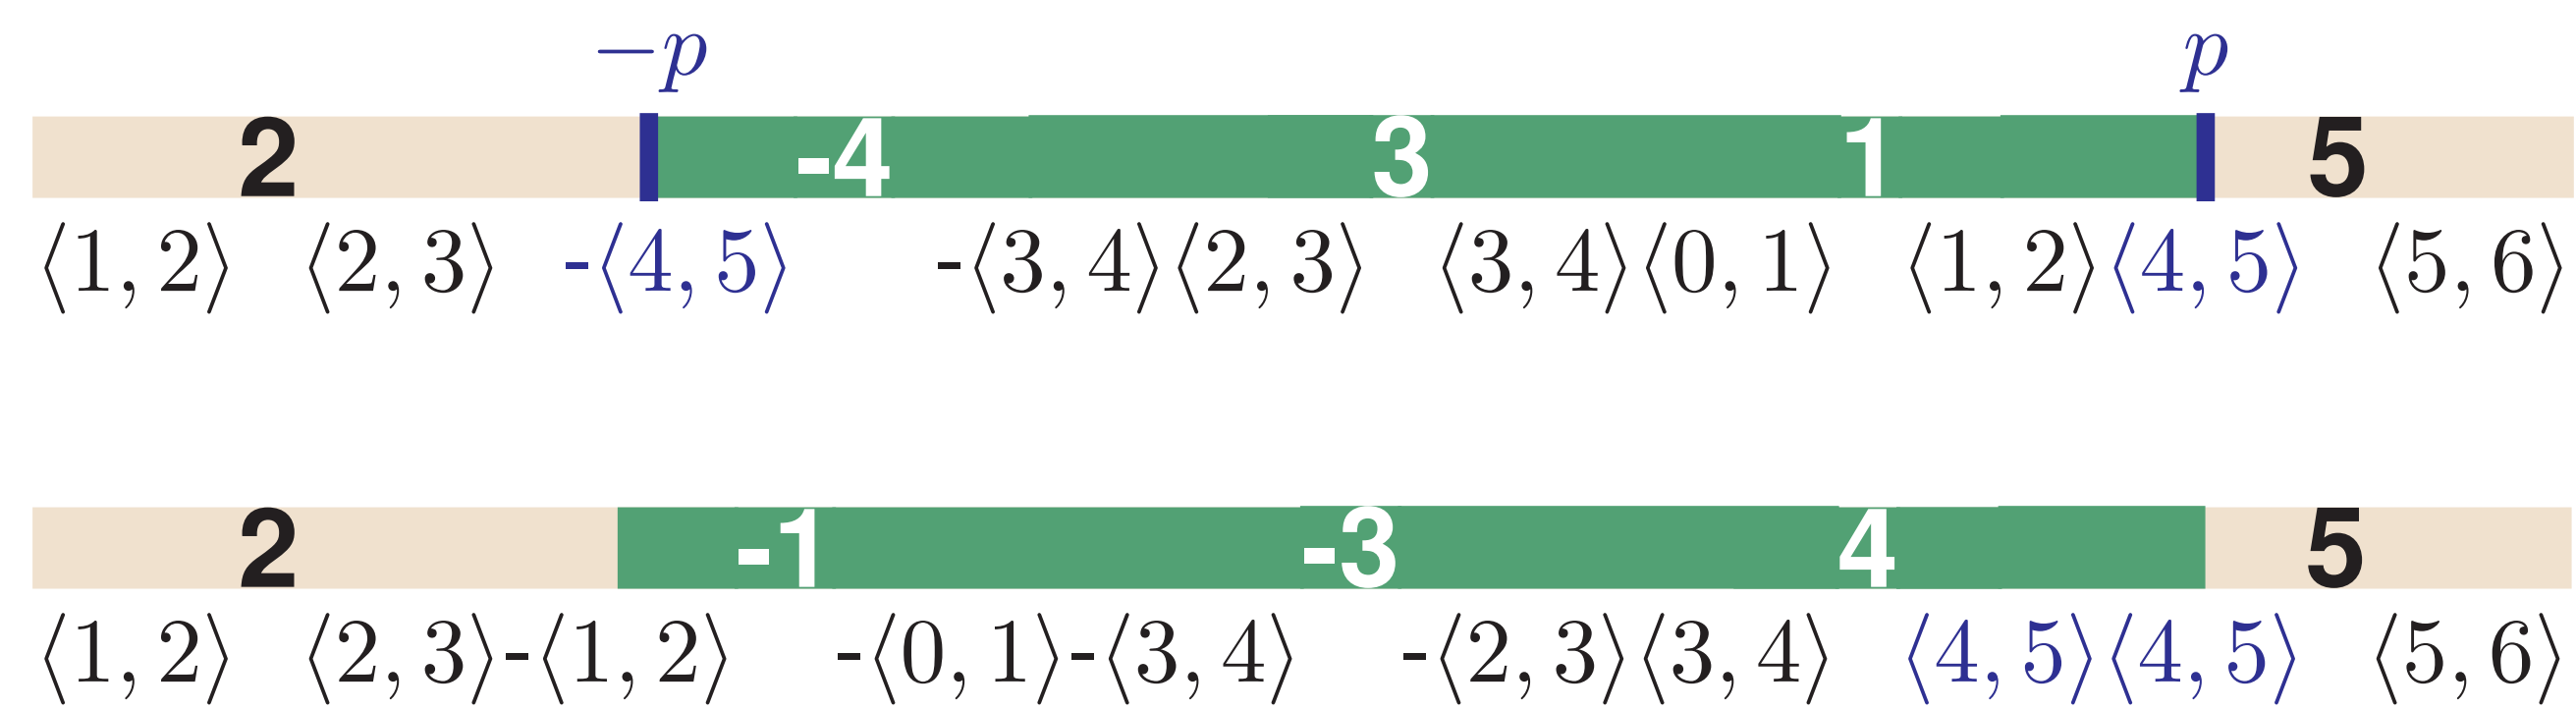 −p p
2 -4 3 1 5
⟨1, 2⟩ ⟨2, 3⟩ -⟨4, 5⟩ -⟨3, 4⟩⟨2, 3⟩ ⟨3, 4⟩⟨0, 1⟩ ⟨1, 2⟩⟨4, 5⟩ ⟨5, 6⟩
2 -1 -3 4 5
⟨1, 2⟩ ⟨2, 3⟩-⟨1, 2⟩ -⟨0, 1⟩-⟨3, 4⟩ -⟨2, 3⟩⟨3, 4⟩ ⟨4, 5⟩⟨4, 5⟩ ⟨5, 6⟩